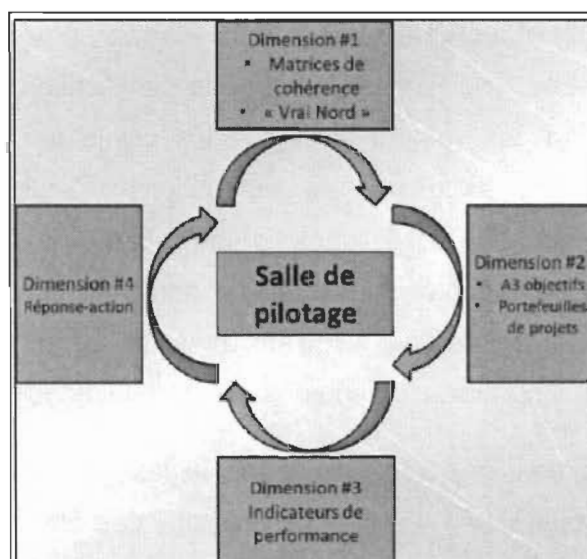 Dimension #1
▪ Matrices de
cohérence
• « Vrai Nord »
Dimension #2
• A3 objectifs
▪ Portefeuilles
de projets
Salle de
pilotage
Dimension #4
Réponse-action
Dimension #3
Indicateurs de
performance